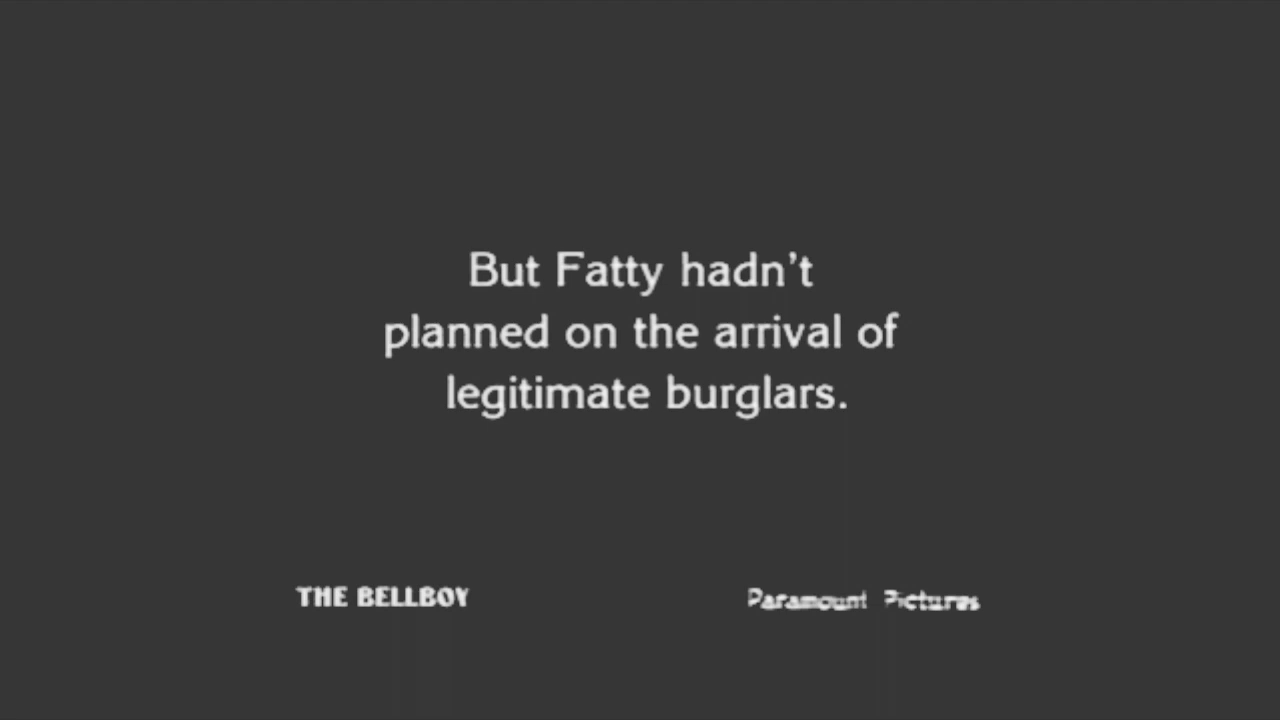 But Fatty hadn't
planned on the arrival of
legitimate burglars.
THE BELLBOY Paramount Pictures